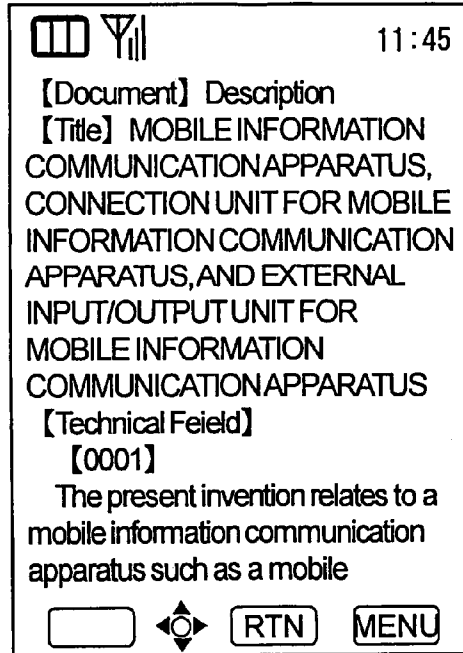 11:45
【Document】 Description
【Title】 MOBILE INFORMATION
COMMUNICATION APPARATUS,
CONNECTION UNIT FOR MOBILE
INFORMATION COMMUNICATION
APPARATUS, AND EXTERNAL
INPUT/OUTPUT UNIT FOR
MOBILE INFORMATION
COMMUNICATION APPARATUS
【Technical Feield】
【0001】
The present invention relates to a
mobile information communication
apparatus such as a mobile
RTN MENU